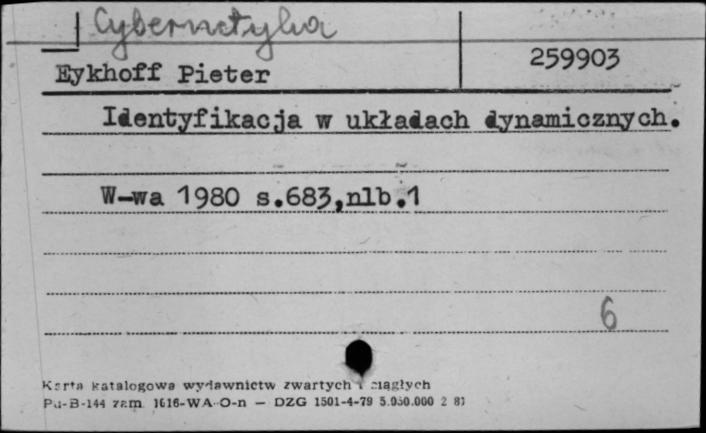 Cybernetyka
259903
Eykhoff Pieter
Identyfikacja w układach dynamicznych.
W-wa 1980 s.683,nlb.1
6
Karta katalogowa wydawnictw zwartych i ciągłych
Pu-B-144 zam. 1616-WA-O-n — DZG 1501-4-79 5.050.000 2 81